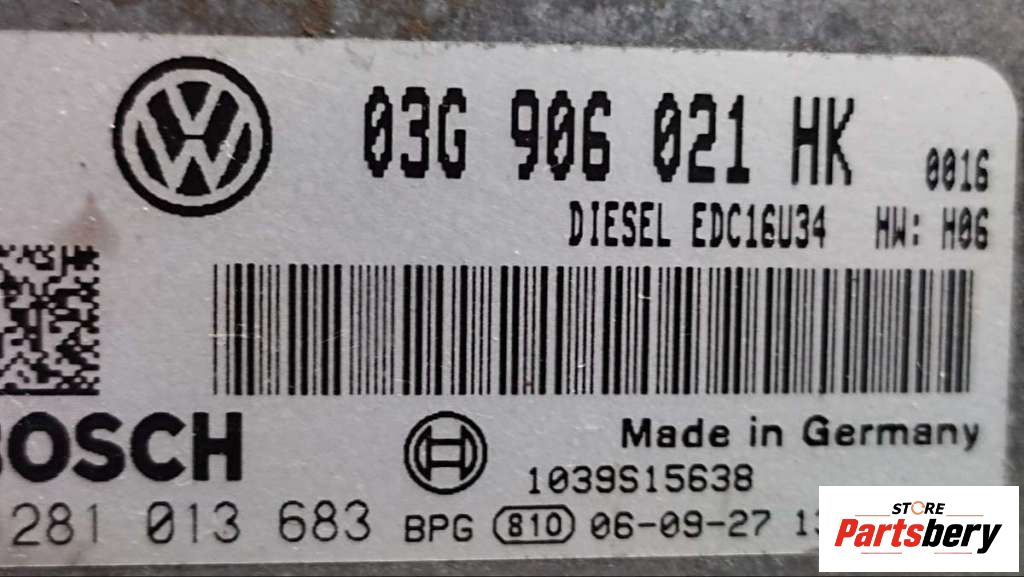 03G 906 021 HK 0016
DIESEL EDC16U34 HW: H06
BOSCH
Made in Germany
1039S15638
281 013 683 BPG 810 06-09-27
STORE
Partsbery